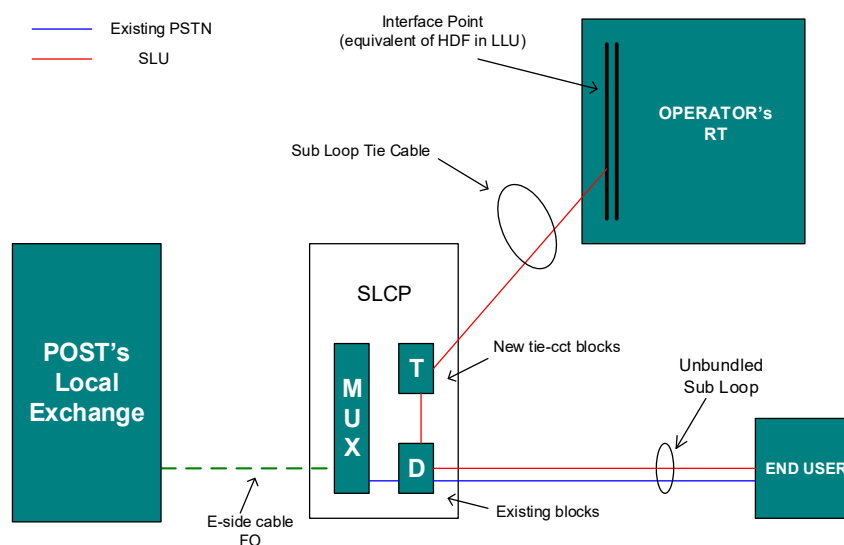 Existing PSTN
SLU
Interface Point
(equivalent of HDF in LLU)
OPERATOR's
RT
Sub Loop Tie Cable
SLCP
POST's
Local
Exchange
MUX
T
New tie-cct blocks
D
Unbundled
Sub Loop
END USER
E-side cable
FO
Existing blocks